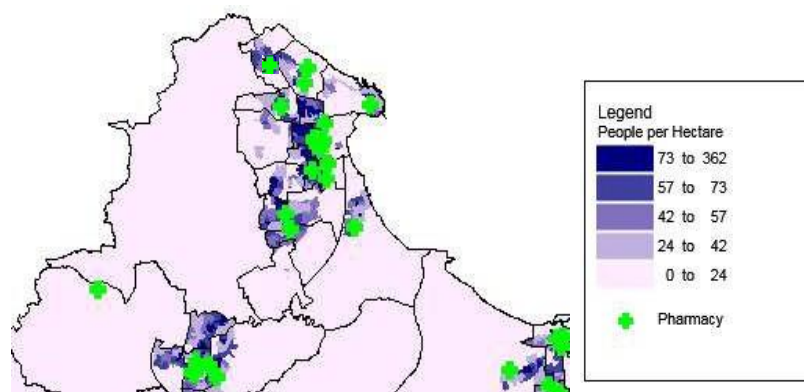 Legend
People per Hectare
73 to 362
57 to 73
42 to 57
24 to 42
0 to 24
Pharmacy